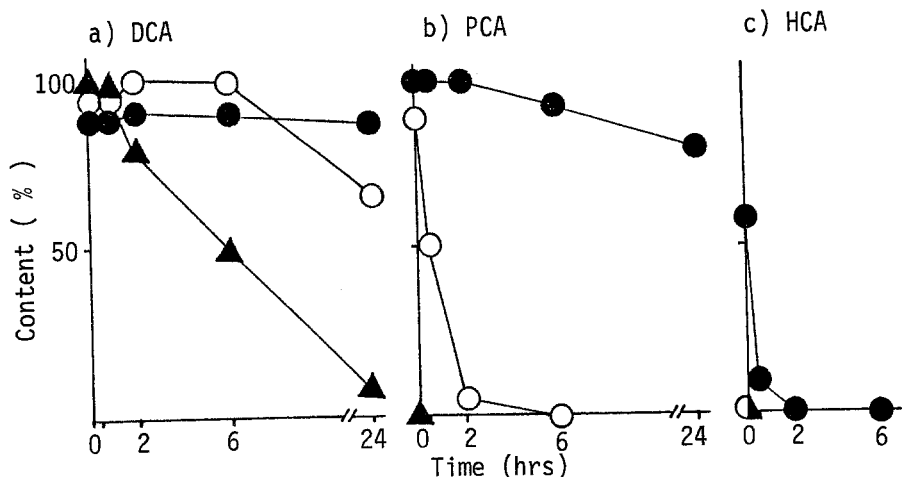 a) DCA
b) PCA
c) HCA
100
50
Content ( % )
0 2 6 24
0 2 6 24
0 2 6
Time (hrs)